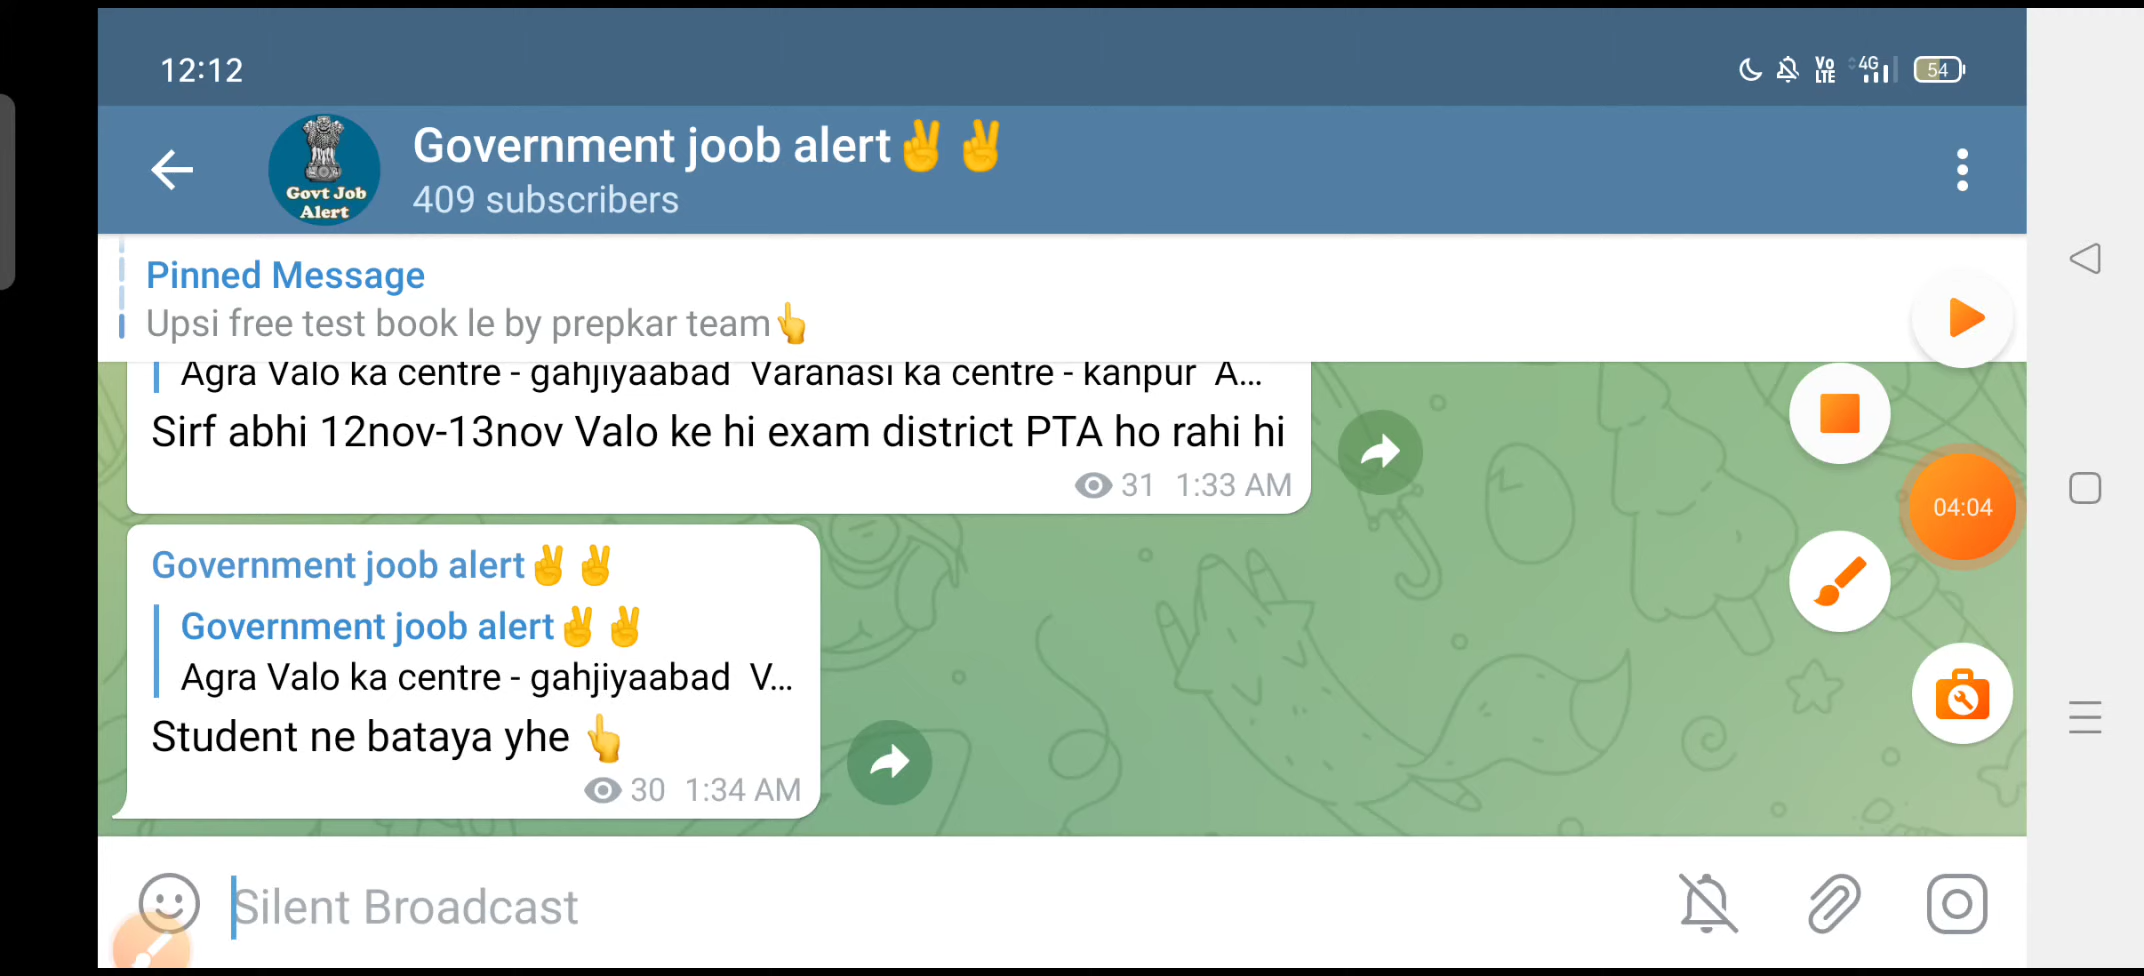 12:12
Vo
LTE
4G
54
Govt Job
Alert
Government joob alert✌✌
409 subscribers
Pinned Message
Upsi free test book le by prepkar team👆
Agra Valo ka centre - gahjiyaabad Varanasi ka centre - kanpur A...
Sirf abhi 12nov-13nov Valo ke hi exam district PTA ho rahi hi
31 1:33 AM
04:04
Government joob alert✌✌
Government joob alert✌✌
Agra Valo ka centre - gahjiyaabad V...
Student ne bataya yhe 👆
30 1:34 AM
Silent Broadcast